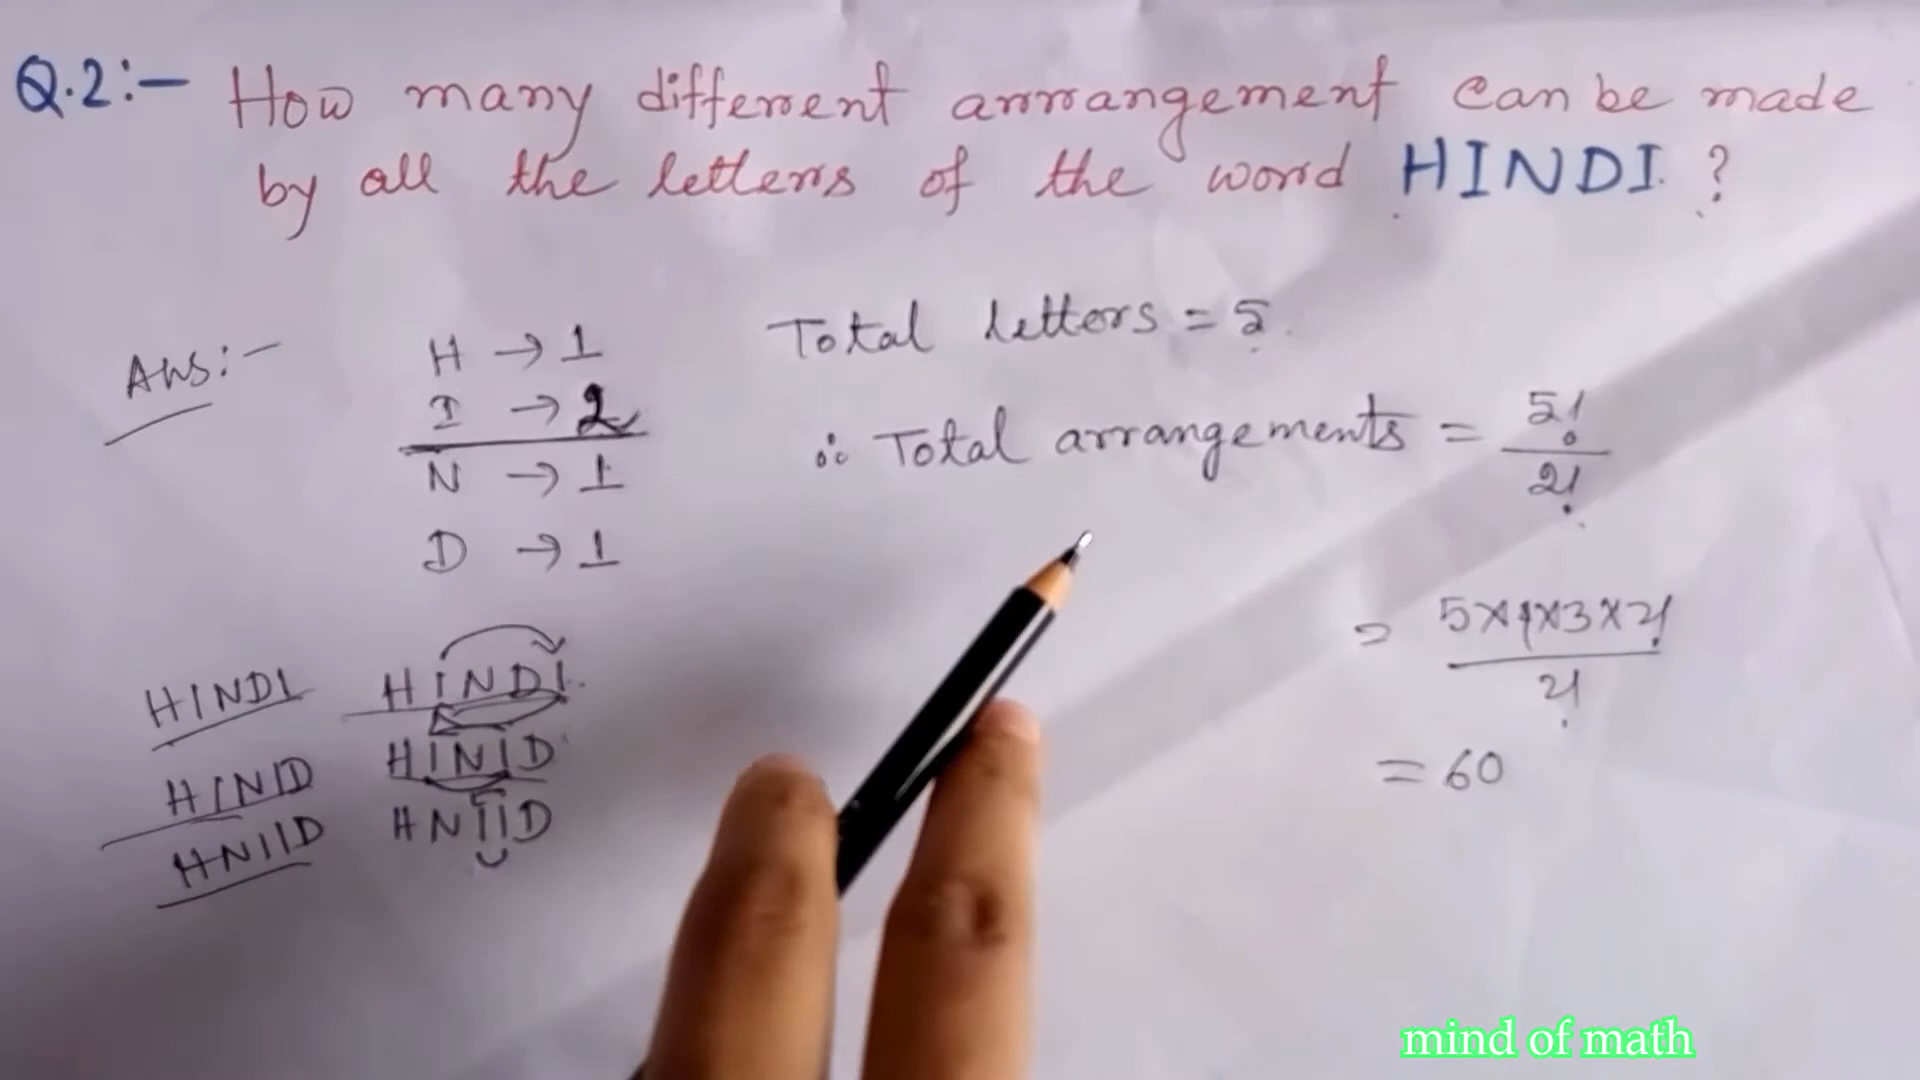 Q.2:- How many different arrangement can be made
by all the letters of the word HINDI ?
Ans:-
H → 1
I → 2
N → 1
D → 1
Total letters = 5.
∴ Total arrangements = 5!/2!
= 5×4×3×2!/2!
= 60
HINDI HINDI.
HINID HINID
HNIID HNIID
mind of math